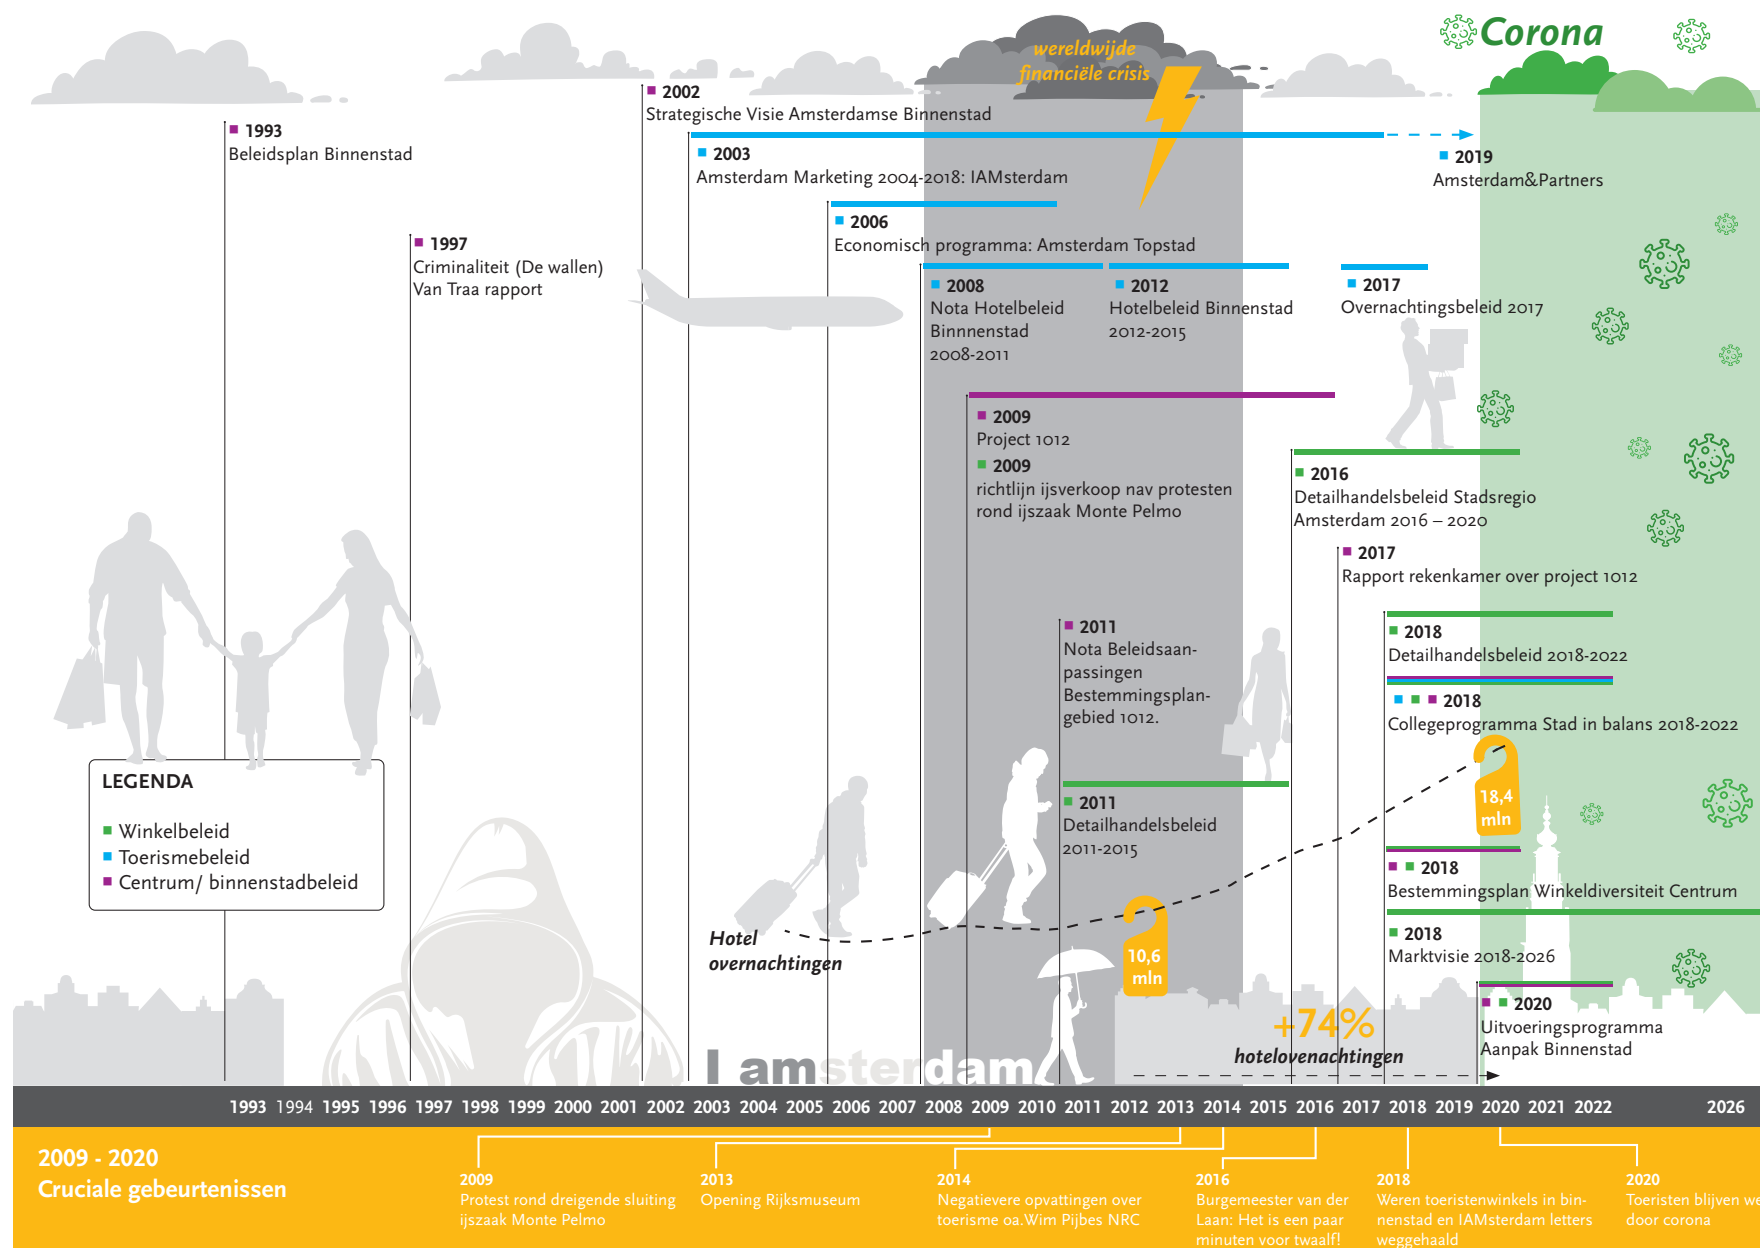 Corona
wereldwijde
financiële crisis
2002
Strategische Visie Amsterdamse Binnenstad
1993
Beleidsplan Binnenstad
2003
Amsterdam Marketing 2004-2018: IAMsterdam
2019
Amsterdam&Partners
2006
Economisch programma: Amsterdam Topstad
1997
Criminaliteit (De wallen)
Van Traa rapport
2008
Nota Hotelbeleid
Binnnenstad
2008-2011
2012
Hotelbeleid Binnenstad
2012-2015
2017
Overnachtingsbeleid 2017
2009
Project 1012
2009
richtlijn ijsverkoop nav protesten
rond ijszaak Monte Pelmo
2016
Detailhandelsbeleid Stadsregio
Amsterdam 2016 – 2020
2017
Rapport rekenkamer over project 1012
2011
Nota Beleidsaan-
passingen
Bestemmingsplan-
gebied 1012.
2018
Detailhandelsbeleid 2018-2022
2018
Collegeprogramma Stad in balans 2018-2022
2011
Detailhandelsbeleid
2011-2015
18,4
mln
LEGENDA
Winkelbeleid
Toerismebeleid
Centrum/ binnenstadbeleid
2018
Bestemmingsplan Winkeldiversiteit Centrum
2018
Marktvisie 2018-2026
Hotel
overnachtingen
10,6
mln
2020
Uitvoeringsprogramma
Aanpak Binnenstad
+74%
hotelovenachtingen
I amsterdam
1993 1994 1995 1996 1997 1998 1999 2000 2001 2002 2003 2004 2005 2006 2007 2008 2009 2010 2011 2012 2013 2014 2015 2016 2017 2018 2019 2020 2021 2022 2026
2009 - 2020
Cruciale gebeurtenissen
2009
Protest rond dreigende sluiting
ijszaak Monte Pelmo
2013
Opening Rijksmuseum
2014
Negatievere opvattingen over
toerisme oa.Wim Pijbes NRC
2016
Burgemeester van der
Laan: Het is een paar
minuten voor twaalf!
2018
Weren toeristenwinkels in bin-
nenstad en IAMsterdam letters
weggehaald
2020
Toeristen blijven we
door corona